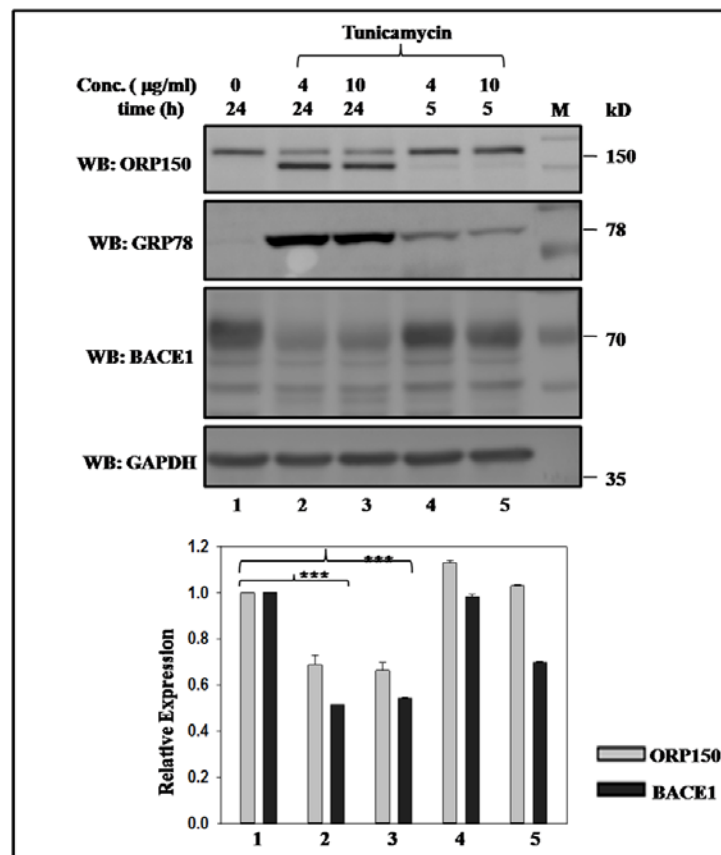 Tunicamycin
Conc. ( µg/ml) 0 4 10 4 10
time (h) 24 24 24 5 5 M kD
WB: ORP150 150
WB: GRP78 78
WB: BACE1 70
WB: GAPDH 35
1 2 3 4 5
1.2
1.0
0.8
0.6
0.4
0.2
0.0
Relative Expression
*** ***
1 2 3 4 5
ORP150
BACE1